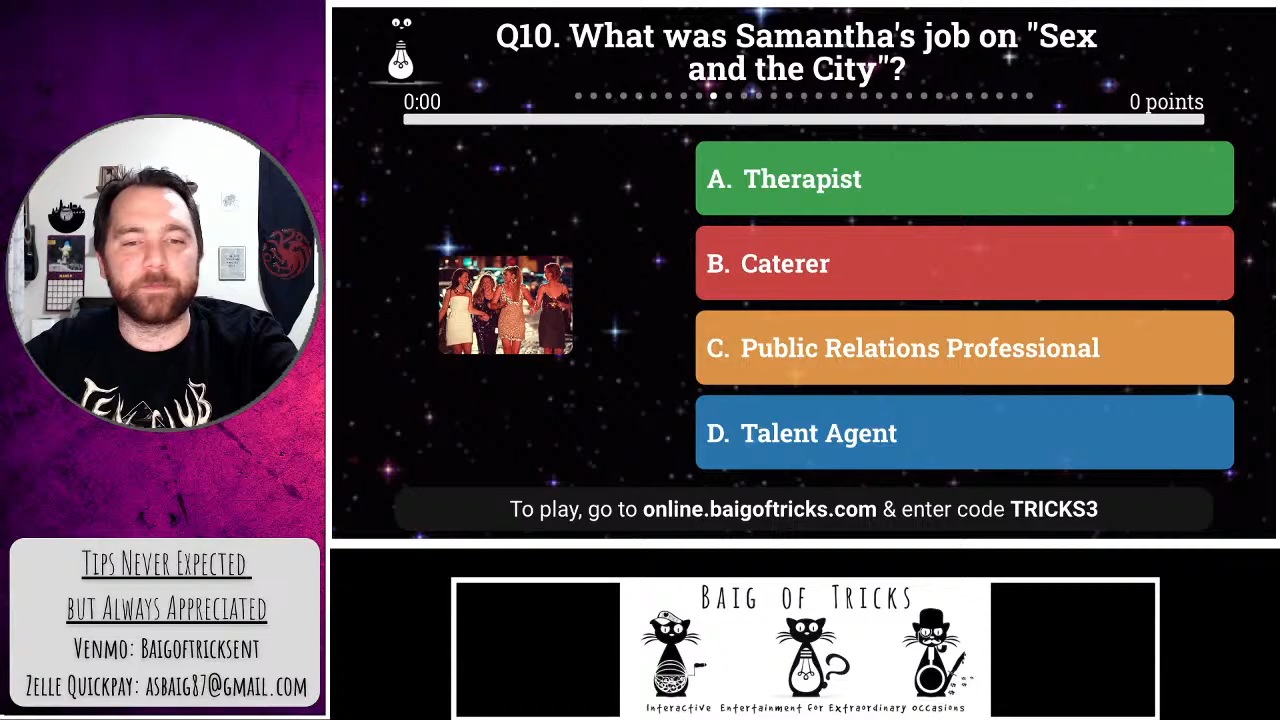 Q10. What was Samantha's job on "Sex
and the City"?
0:00
0 points
A. Therapist
B. Caterer
C. Public Relations Professional
D. Talent Agent
To play, go to online.baigoftricks.com & enter code TRICKS3
Tips Never Expected
but Always Appreciated
Venmo: Baigoftricksent
Zelle Quickpay: asbaig87@gmail.com
Baig of Tricks
Interactive Entertainment for Extraordinary Occasions